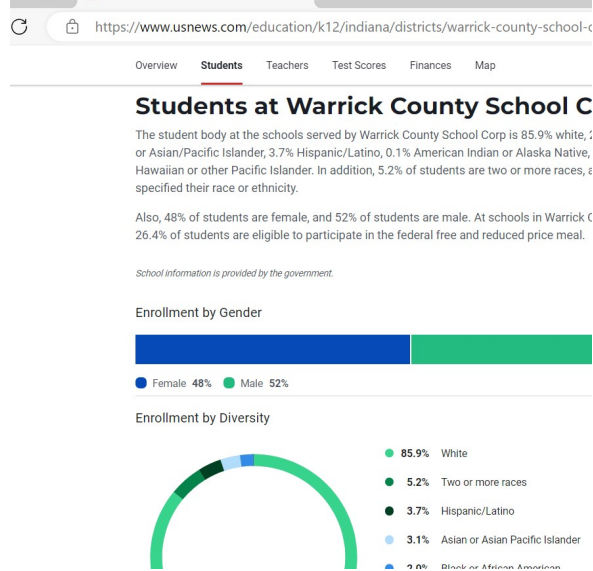 https://www.usnews.com/education/k12/indiana/districts/warrick-county-school-c
Overview Students Teachers Test Scores Finances Map
Students at Warrick County School C
The student body at the schools served by Warrick County School Corp is 85.9% white, 2
or Asian/Pacific Islander, 3.7% Hispanic/Latino, 0.1% American Indian or Alaska Native,
Hawaiian or other Pacific Islander. In addition, 5.2% of students are two or more races, a
specified their race or ethnicity.
Also, 48% of students are female, and 52% of students are male. At schools in Warrick C
26.4% of students are eligible to participate in the federal free and reduced price meal.
School information is provided by the government.
Enrollment by Gender
Female 48% Male 52%
Enrollment by Diversity
85.9% White
5.2% Two or more races
3.7% Hispanic/Latino
3.1% Asian or Asian Pacific Islander
2.0% Black or African American